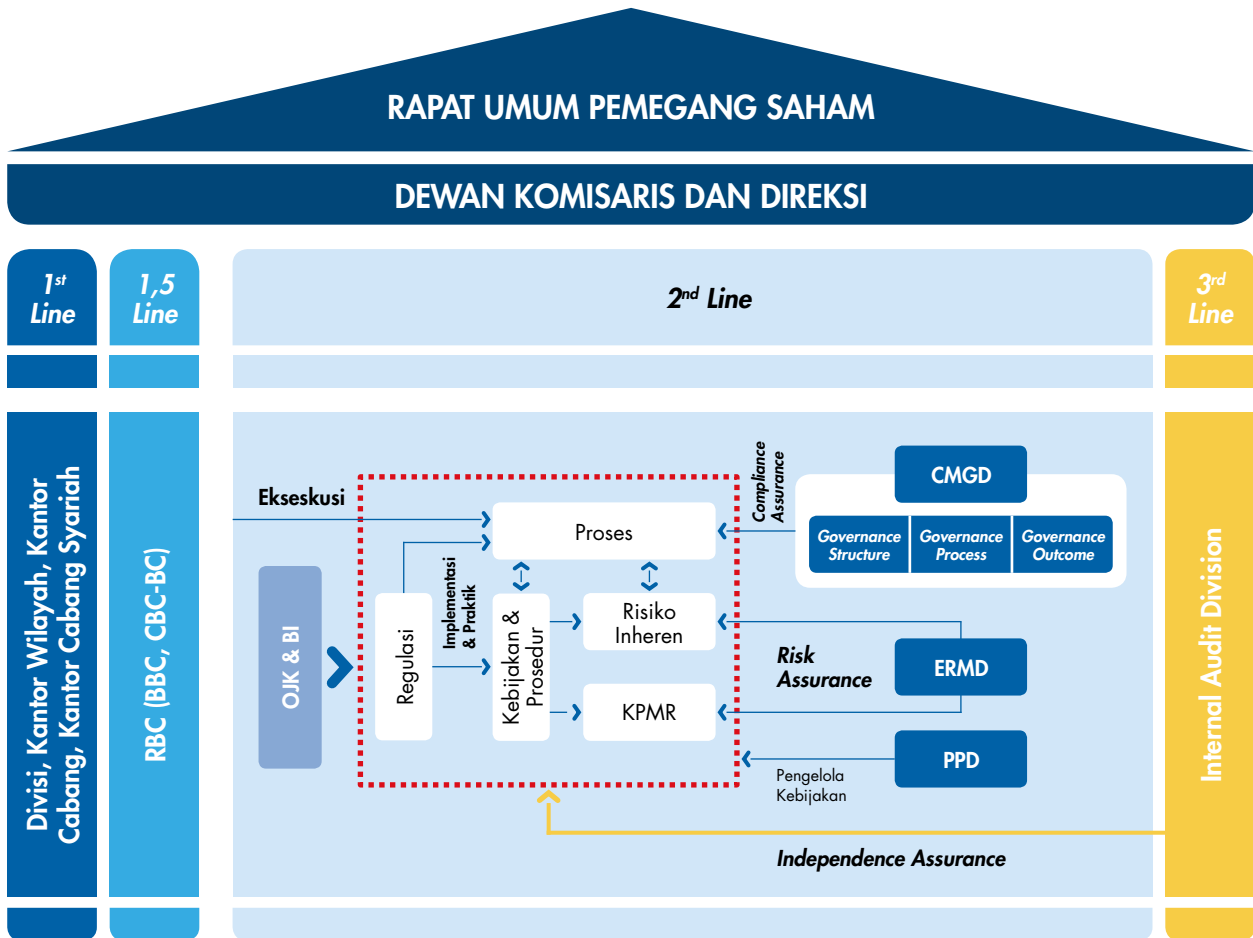 RAPAT UMUM PEMEGANG SAHAM
DEWAN KOMISARIS DAN DIREKSI
1st
Line
1,5
Line
2nd Line
3rd
Line
Divisi, Kantor Wilayah, Kantor
Cabang, Kantor Cabang Syariah
RBC (BBC, CBC-BC)
Ekseskusi
OJK & BI
Regulasi
Implementasi
& Praktik
Proses
Kebijakan &
Prosedur
Risiko
Inheren
KPMR
Compliance
Assurance
CMGD
Governance
Structure
Governance
Process
Governance
Outcome
Risk
Assurance
ERMD
PPD
Pengelola
Kebijakan
Independence Assurance
Internal Audit Division